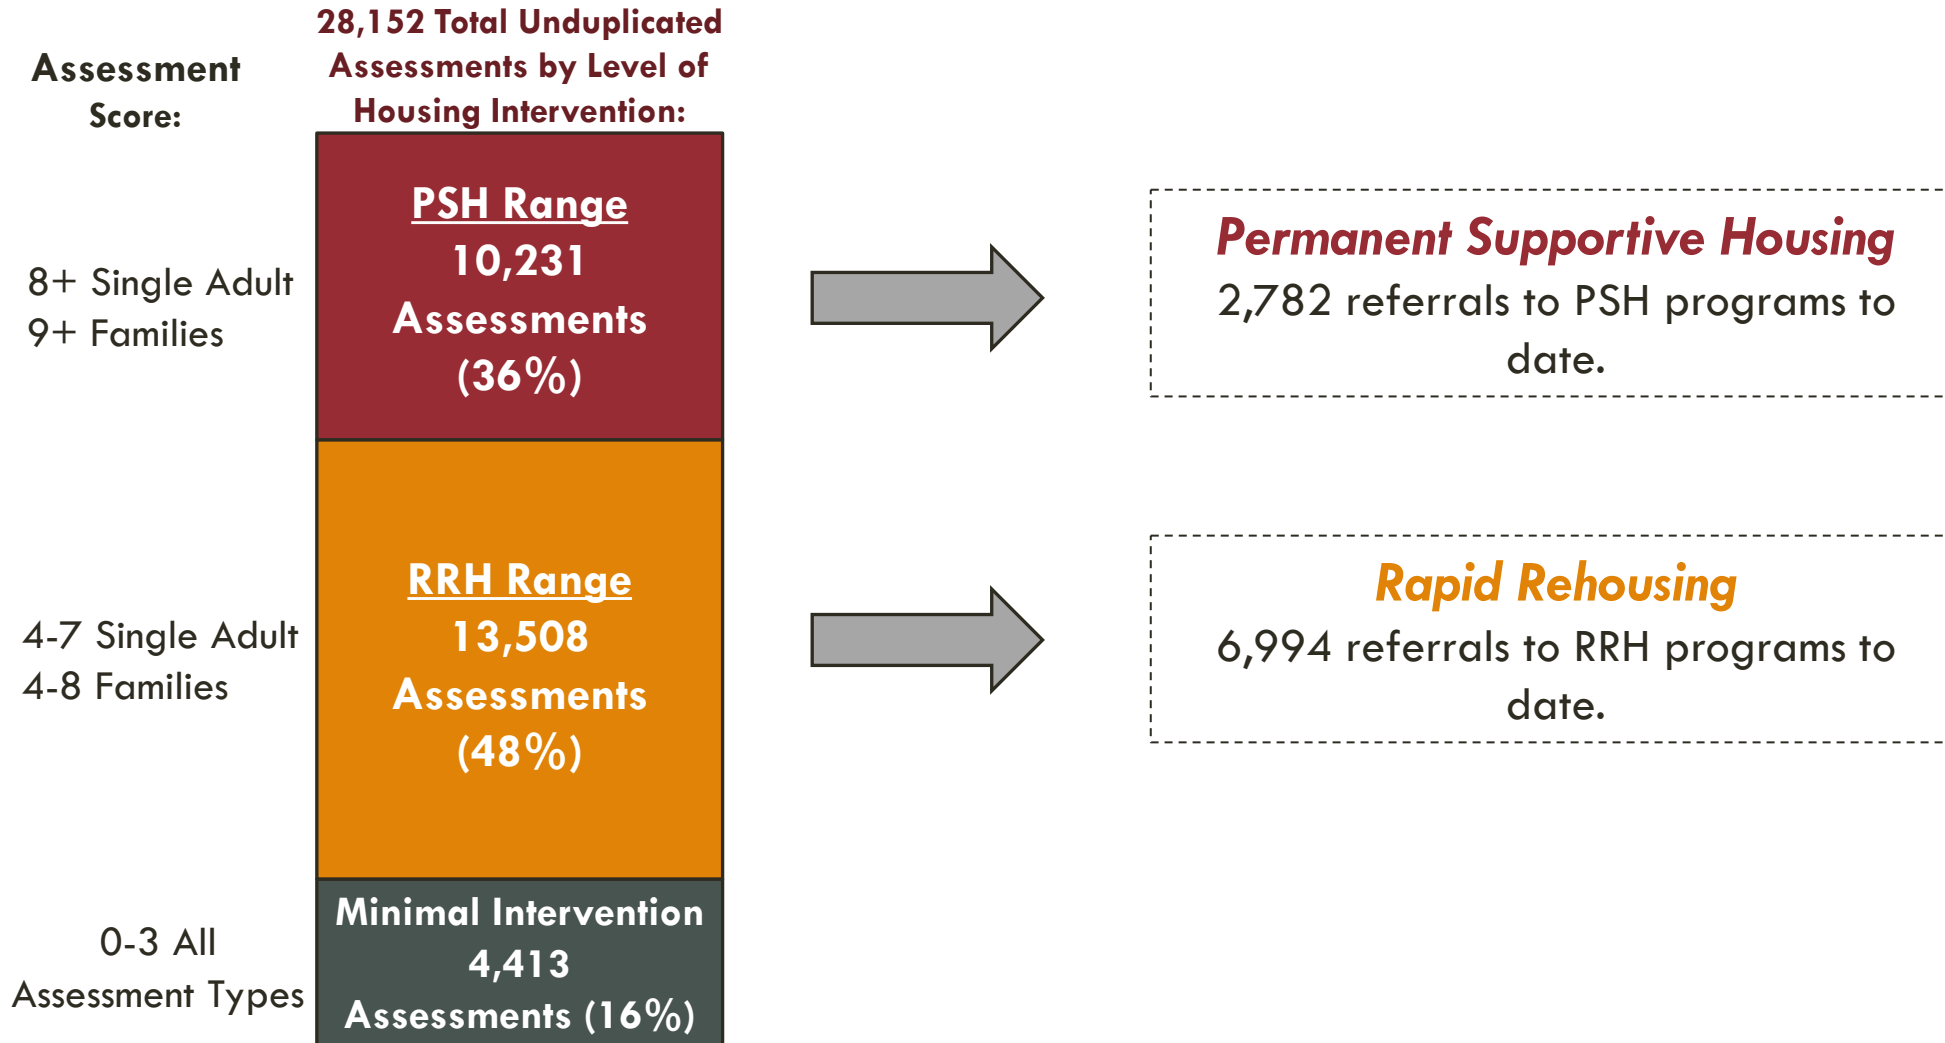 Assessment
Score:
28,152 Total Unduplicated
Assessments by Level of
Housing Intervention:
8+ Single Adult
9+ Families
PSH Range
10,231
Assessments
(36%)
Permanent Supportive Housing
2,782 referrals to PSH programs to
date.
4-7 Single Adult
4-8 Families
RRH Range
13,508
Assessments
(48%)
Rapid Rehousing
6,994 referrals to RRH programs to
date.
0-3 All
Assessment Types
Minimal Intervention
4,413
Assessments (16%)